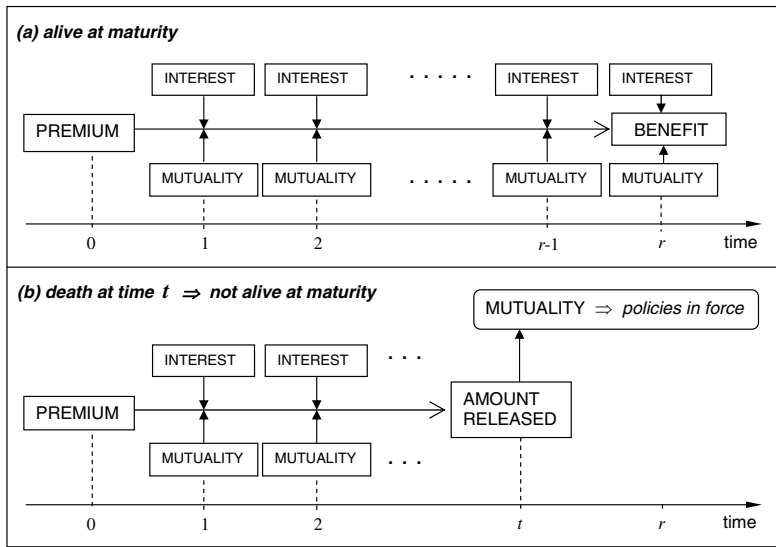 (a) alive at maturity
INTEREST INTEREST . . . . . INTEREST INTEREST
PREMIUM BENEFIT
MUTUALITY MUTUALITY . . . . . MUTUALITY MUTUALITY
0 1 2 r-1 r time
(b) death at time t ⇒ not alive at maturity
MUTUALITY ⇒ policies in force
INTEREST INTEREST . . .
PREMIUM AMOUNT
RELEASED
MUTUALITY MUTUALITY . . .
0 1 2 t r time